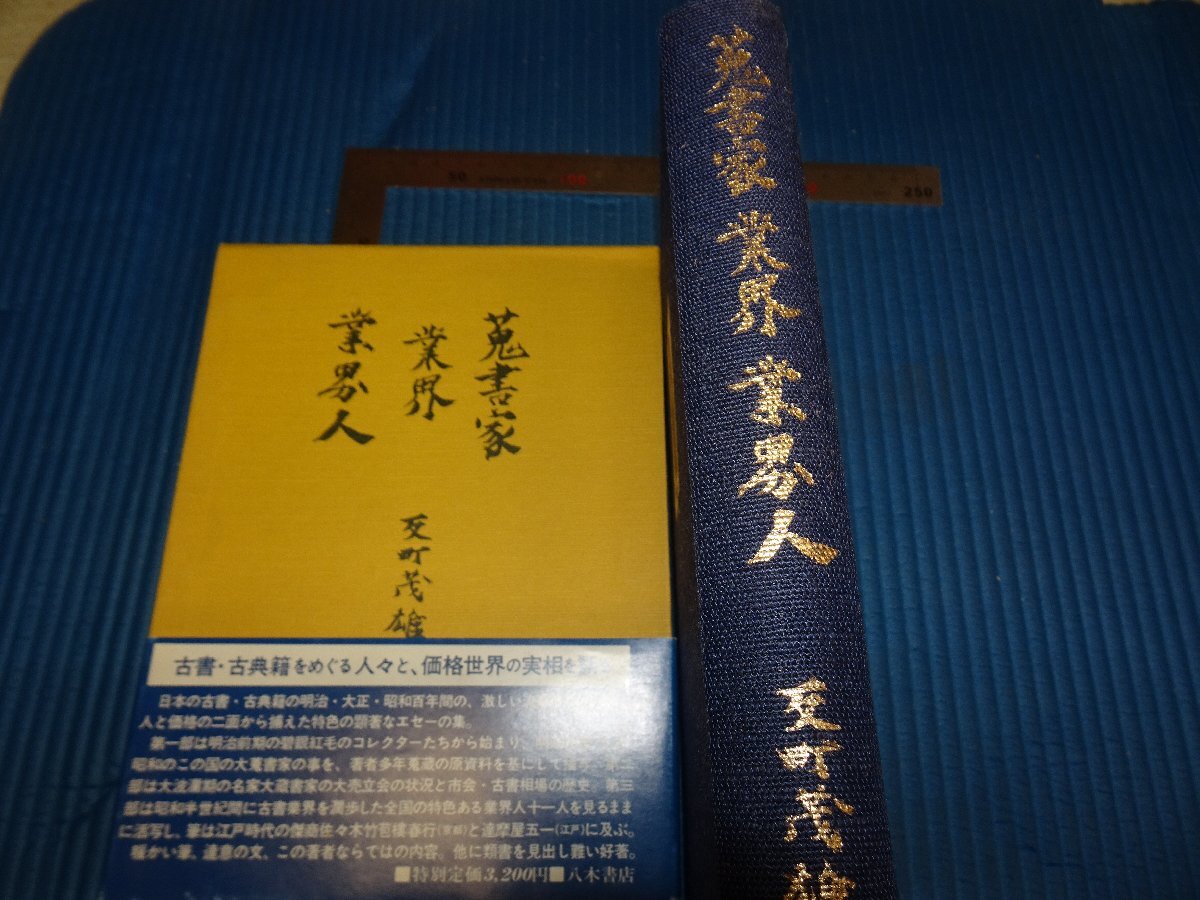 蒐書家
業界
業界人
反町茂雄
古書・古典籍をめぐる人々と、価格世界の実相を
日本の古書・古典籍の明治・大正・昭和百年間の、激しい
人と価格の二面から捕えた特色の顕著なエセーの集。
第一部は明治前期の碧眼紅毛のコレクターたちから始まり、
昭和のこの国の大蒐書家の事を、著者多年蒐蔵の原資料を基にして
部は大波瀾期の名家大蔵書家の大売立会の状況と市会・古書相場の歴史。第三
部は昭和半世紀間に古書業界を濶歩した全国の特色ある業界人十一人を見るまま
に活写し、筆は江戸時代の傑商佐々木竹苞楼春行(京都)と達摩屋五一(江戸)に及ぶ。
暖かい筆、達意の文、この著者ならではの内容。他に類書を見出し難い好著。
■特別定価3,200円■八木書店
蒐書家 業界 業界人 反町茂雄
50
100
250